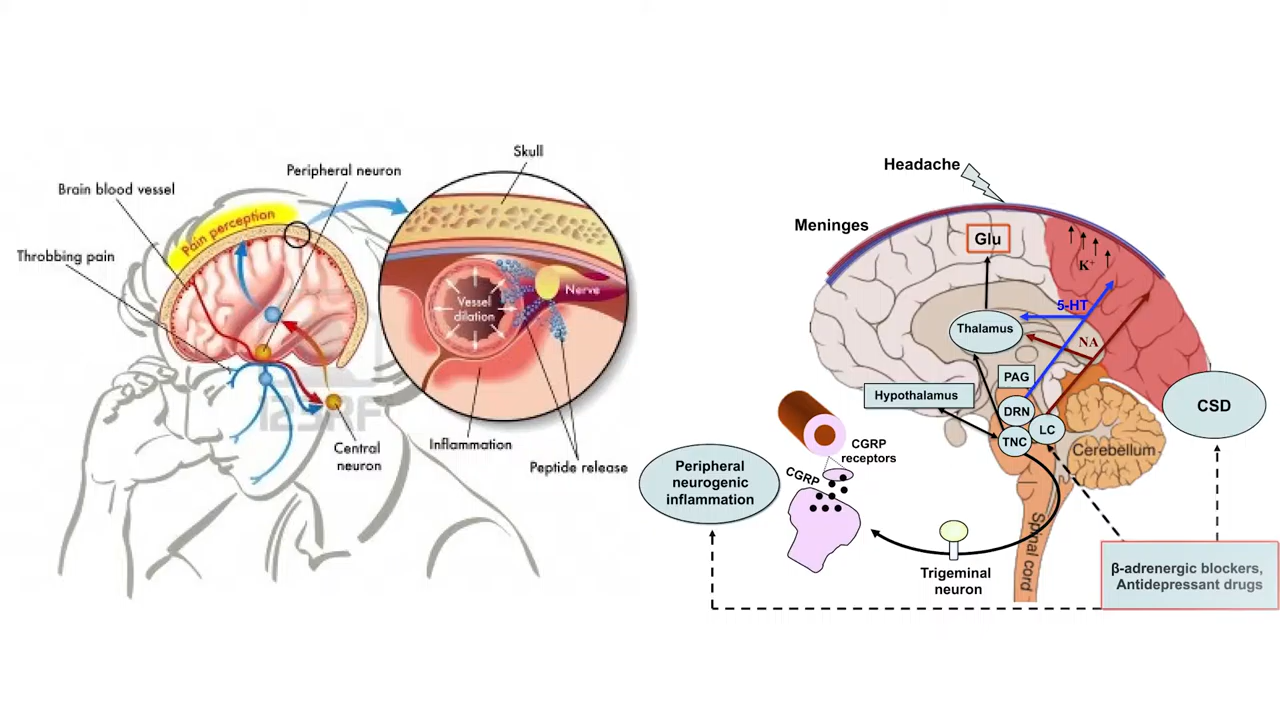 Skull
Peripheral neuron
Brain blood vessel
Pain perception
Throbbing pain
Vessel
dilation
Nerve
Inflammation
Central
neuron
Peptide release
Headache
Meninges
Glu
K+
5-HT
Thalamus
NA
PAG
Hypothalamus
DRN
LC
TNC
CSD
Cerebellum
CGRP
receptors
CGRP
Peripheral
neurogenic
inflammation
Spinal cord
Trigeminal
neuron
β-adrenergic blockers,
Antidepressant drugs